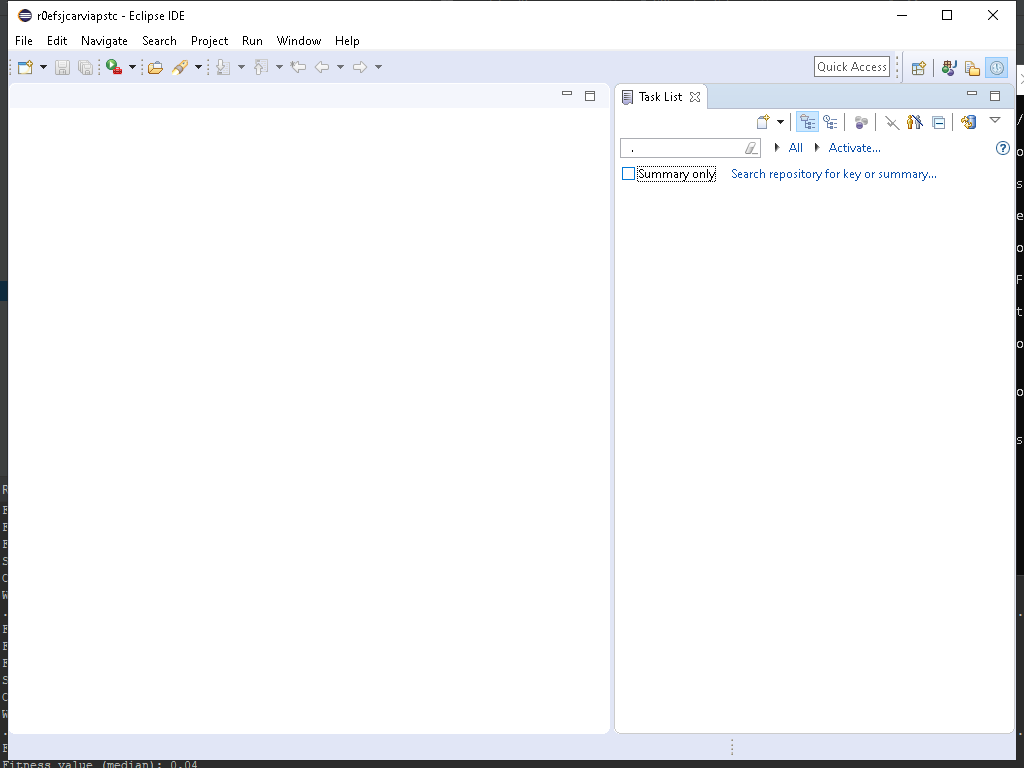 r0efsjcarviapstc - Eclipse IDE
File Edit Navigate Search Project Run Window Help
Quick Access
Task List
.
All Activate...
Summary only Search repository for key or summary...
/
o
s
e
o
F
t
o
o
s
R
E
F
E
S
C
W
.
E
E
F
S
C
W
.
E
Fitness value (median): 0.04